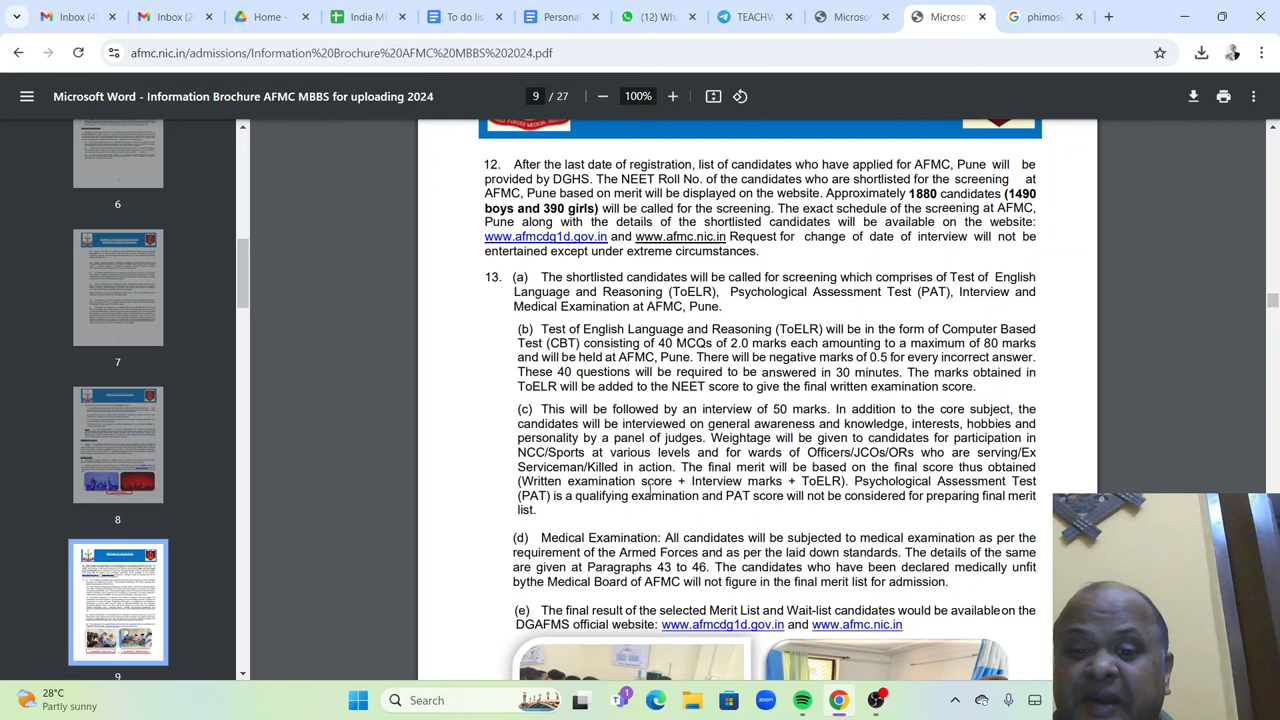 Inbox (4
Inbox (2
Home -
India MB
To do lis
Personal
(12) Wha
TEACHW
Microso
Microso
phimosi
afmc.nic.in/admissions/Information%20Brochure%20AFMC%20MBBS%202024.pdf
Microsoft Word - Information Brochure AFMC MBBS for uploading 2024
9 / 27
100%
6
7
8
9
12. After the last date of registration, list of candidates who have applied for AFMC, Pune will be
provided by DGHS. The NEET Roll No. of the candidates who are shortlisted for the screening at
AFMC, Pune based on merit will be displayed on the website. Approximately 1880 candidates (1490
boys and 390 girls) will be called for the screening. The exact schedule of the screening at AFMC,
Pune along with the details of the shortlisted candidates will be available on the website:
www.afmcdg1d.gov.in and www.afmc.nic.in Request for change of date of interview will not be
entertained except under extreme circumstances.
13. (a) The shortlisted candidates will be called for screening which comprises of Test of English
Language and Reasoning (ToELR), Psychological Assessment Test (PAT), Interview and
Medical Examination at AFMC, Pune.
(b) Test of English Language and Reasoning (ToELR) will be in the form of Computer Based
Test (CBT) consisting of 40 MCQs of 2.0 marks each amounting to a maximum of 80 marks
and will be held at AFMC, Pune. There will be negative marks of 0.5 for every incorrect answer.
These 40 questions will be required to be answered in 30 minutes. The marks obtained in
ToELR will be added to the NEET score to give the final written examination score.
(c) This will be followed by an interview of 50 marks. In addition to the core subject, the
candidates will be interviewed with emphasis on general knowledge, interests, hobbies and
personality by a panel of judges. Weightage will be given to candidates for participation in
NCC/Sports at various levels and for wards of Officers/JCOs/ORs who are serving/Ex
Serviceman/Killed in action. The final merit will be based on the final score thus obtained
(Written examination score + Interview marks + ToELR). Psychological Assessment Test
(PAT) is a qualifying examination and PAT score will not be considered for preparing final merit
list.
(d) Medical Examination: All candidates will be subjected to medical examination as per the
requirement of the Armed Forces and as per the laid down standards. The details of the same
are given at Paragraphs 43 to 46. The candidates who have been declared medically unfit
bythe Medical Board of AFMC will not figure in the final merit list for admission.
(e) The final result of the selected Merit List and Wait-list candidates would be availableon the
DGAFMS official website: www.afmcdg1d.gov.in and www.afmc.nic.in
28°C
Partly sunny
Search
1
zoom